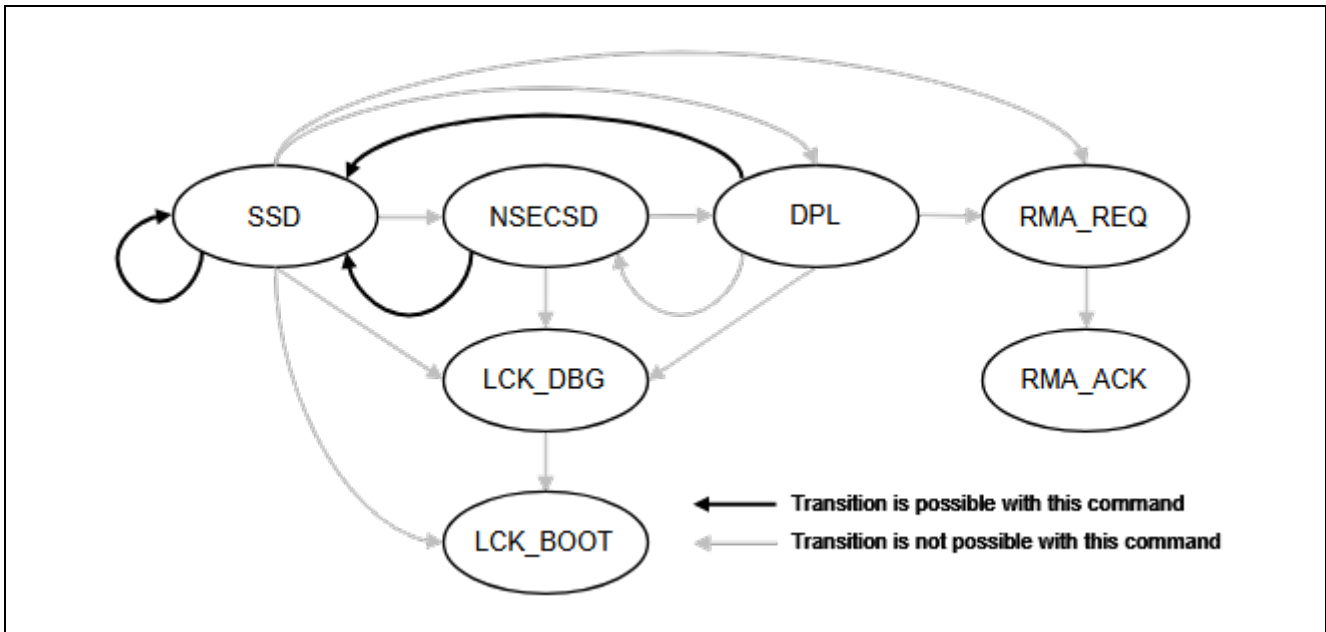 SSD
NSECSD
DPL
RMA_REQ
LCK_DBG
RMA_ACK
LCK_BOOT
Transition is possible with this command
Transition is not possible with this command